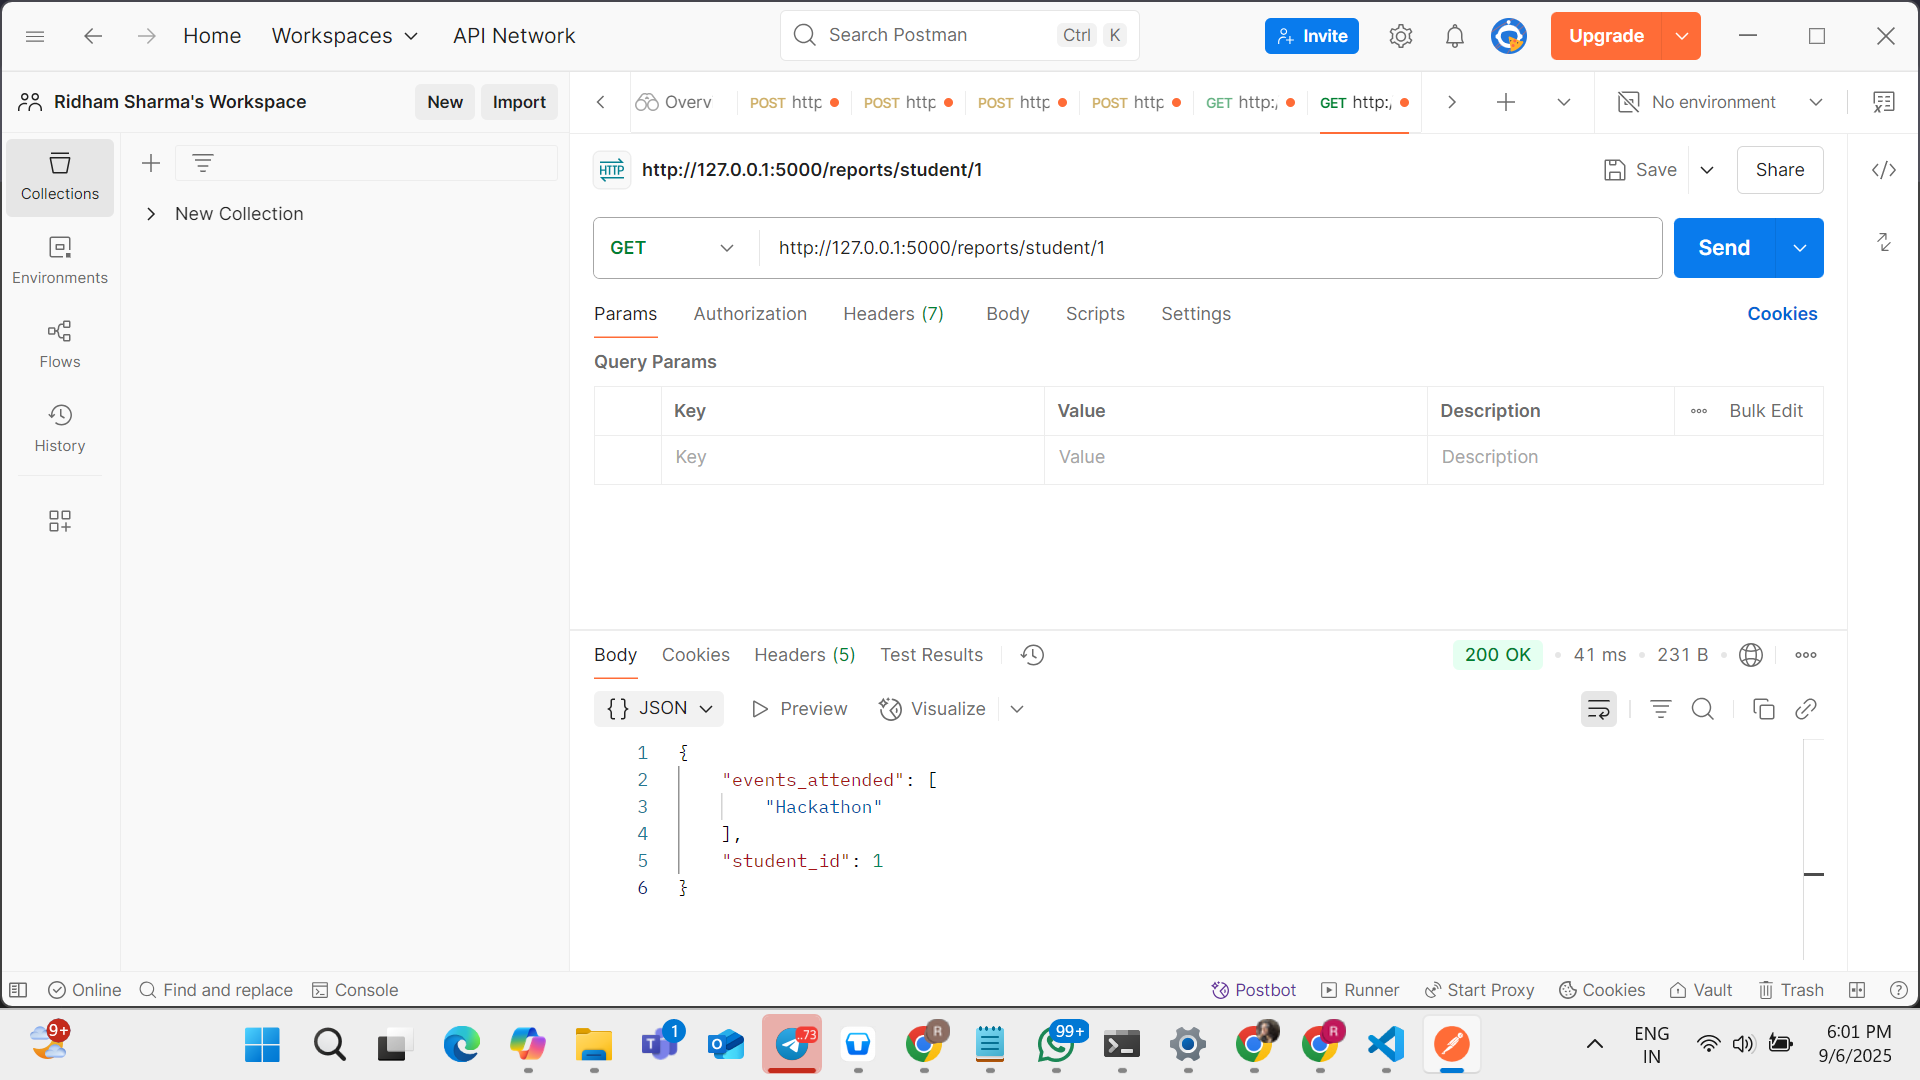 Home Workspaces API Network Search Postman Ctrl K Invite Upgrade
Ridham Sharma's Workspace New Import Overv POST http POST http POST http POST http GET http:/ GET http:/ No environment
HTTP http://127.0.0.1:5000/reports/student/1 Save Share
Collections
New Collection
GET http://127.0.0.1:5000/reports/student/1 Send
Environments
Params Authorization Headers (7) Body Scripts Settings Cookies
Flows
Query Params
Key Value Description Bulk Edit
History
Key Value Description
Body Cookies Headers (5) Test Results 200 OK • 41 ms • 231 B
{} JSON Preview Visualize
1 {
2 "events_attended": [
3 "Hackathon"
4 ],
5 "student_id": 1
6 }
Online Find and replace Console Postbot Runner Start Proxy Cookies Vault Trash
9+ 1 ..73 R 99+ R ENG 6:01 PM
IN 9/6/2025